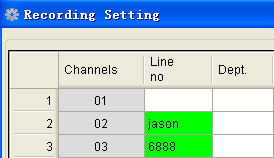 Recording Setting
Channels Line no Dept.
1 01
2 02 jason
3 03 6888